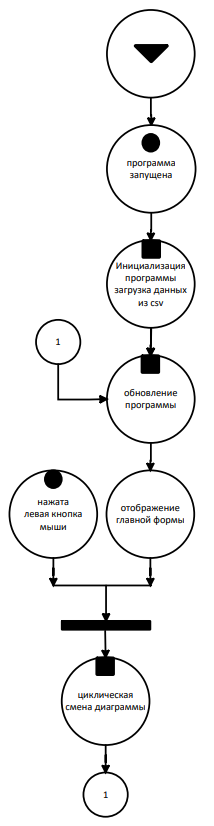 программа
запущена
Инициализация
программы
загрузка данных
из csv
1
обновление
программы
нажата
левая кнопка
мыши
отображение
главной формы
циклическая
смена диаграммы
1